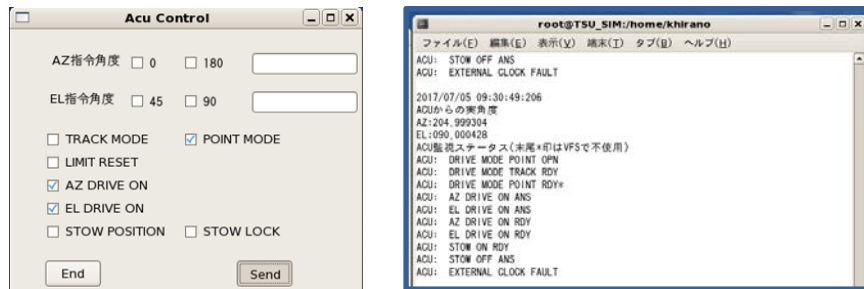 Acu Control
AZ指令角度 0 180
EL指令角度 45 90
TRACK MODE POINT MODE
LIMIT RESET
AZ DRIVE ON
EL DRIVE ON
STOW POSITION STOW LOCK
End Send
root@TSU_SIM:/home/khirano
ファイル(F) 編集(E) 表示(V) 端末(T) タブ(B) ヘルプ(H)
ACU: STOW OFF ANS
ACU: EXTERNAL CLOCK FAULT
2017/07/05 09:30:49:206
ACUからの実角度
AZ:204.999304
EL:090.000428
ACU監視ステータス(末尾*印はVFSで不使用)
ACU: DRIVE MODE POINT OPN
ACU: DRIVE MODE TRACK RDY
ACU: DRIVE MODE POINT RDY*
ACU: AZ DRIVE ON ANS
ACU: EL DRIVE ON ANS
ACU: AZ DRIVE ON RDY
ACU: EL DRIVE ON RDY
ACU: STOW ON RDY
ACU: STOW OFF ANS
ACU: EXTERNAL CLOCK FAULT